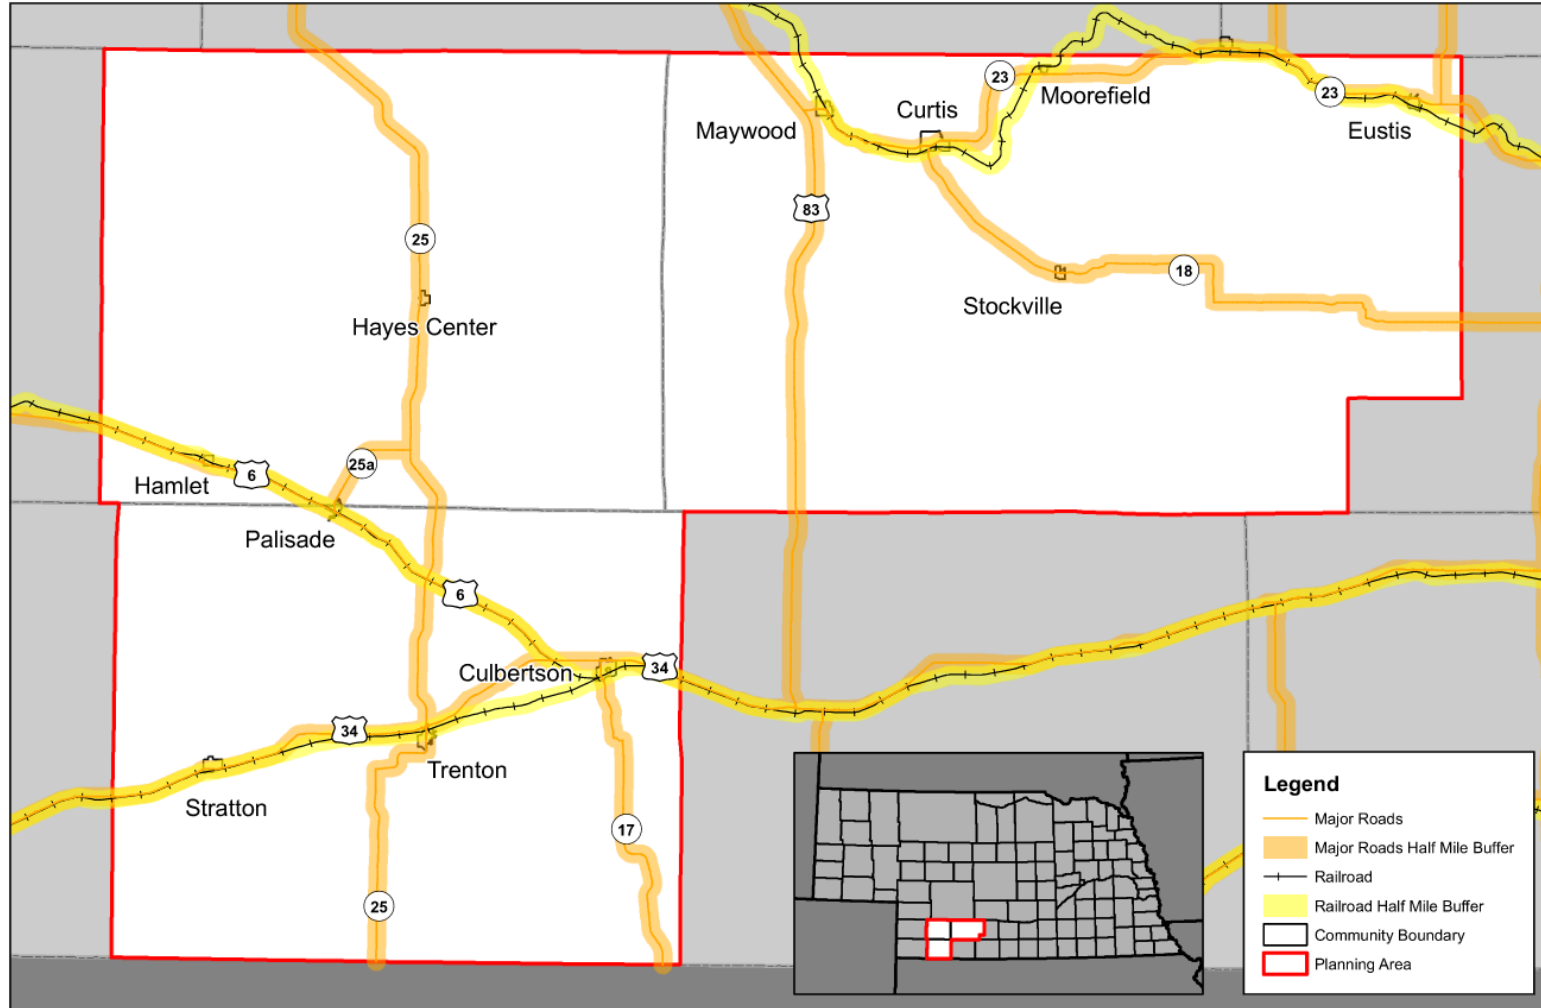 23
Moorefield
23
Curtis
Maywood
Eustis
83
25
18
Stockville
Hayes Center
25a
6
Hamlet
Palisade
6
Culbertson
34
34
Trenton
Stratton
17
25
Legend
Major Roads
Major Roads Half Mile Buffer
Railroad
Railroad Half Mile Buffer
Community Boundary
Planning Area